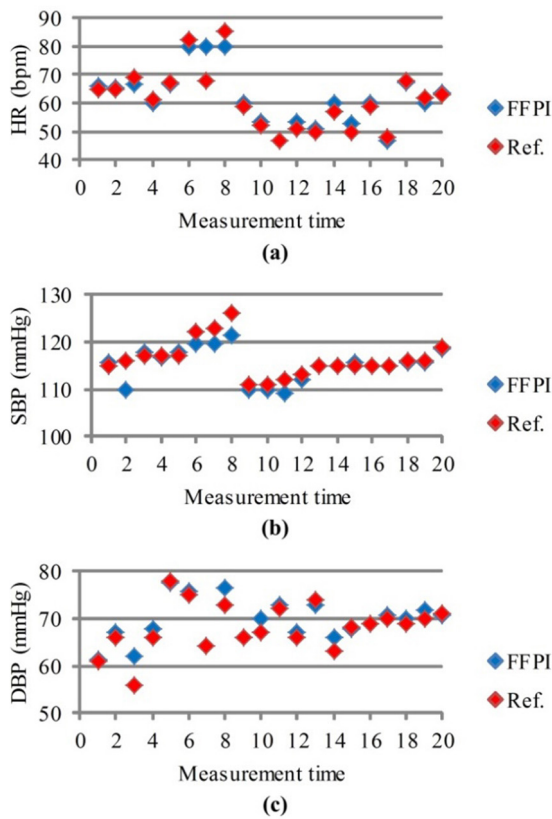 90
80
70
60
50
40
HR (bpm)
0 2 4 6 8 10 12 14 16 18 20
Measurement time
FFPI
Ref.
(a)
130
120
110
100
SBP (mmHg)
0 2 4 6 8 10 12 14 16 18 20
Measurement time
FFPI
Ref.
(b)
80
70
60
50
DBP (mmHg)
0 2 4 6 8 10 12 14 16 18 20
Measurement time
FFPI
Ref.
(c)